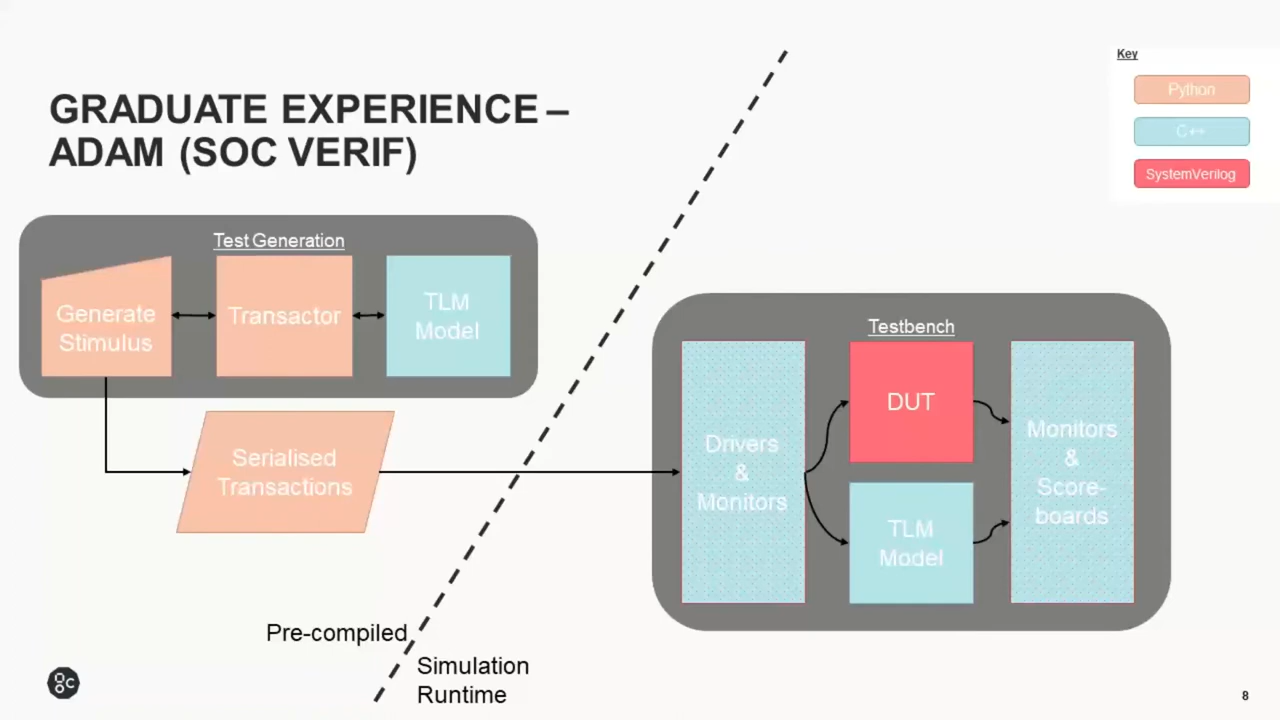 GRADUATE EXPERIENCE –
ADAM (SOC VERIF)
Key
Python
C++
SystemVerilog
Test Generation
Generate
Stimulus
Transactor
TLM
Model
Serialised
Transactions
Testbench
Drivers
&
Monitors
DUT
TLM
Model
Monitors
&
Score-
boards
Pre-compiled
Simulation
Runtime
8